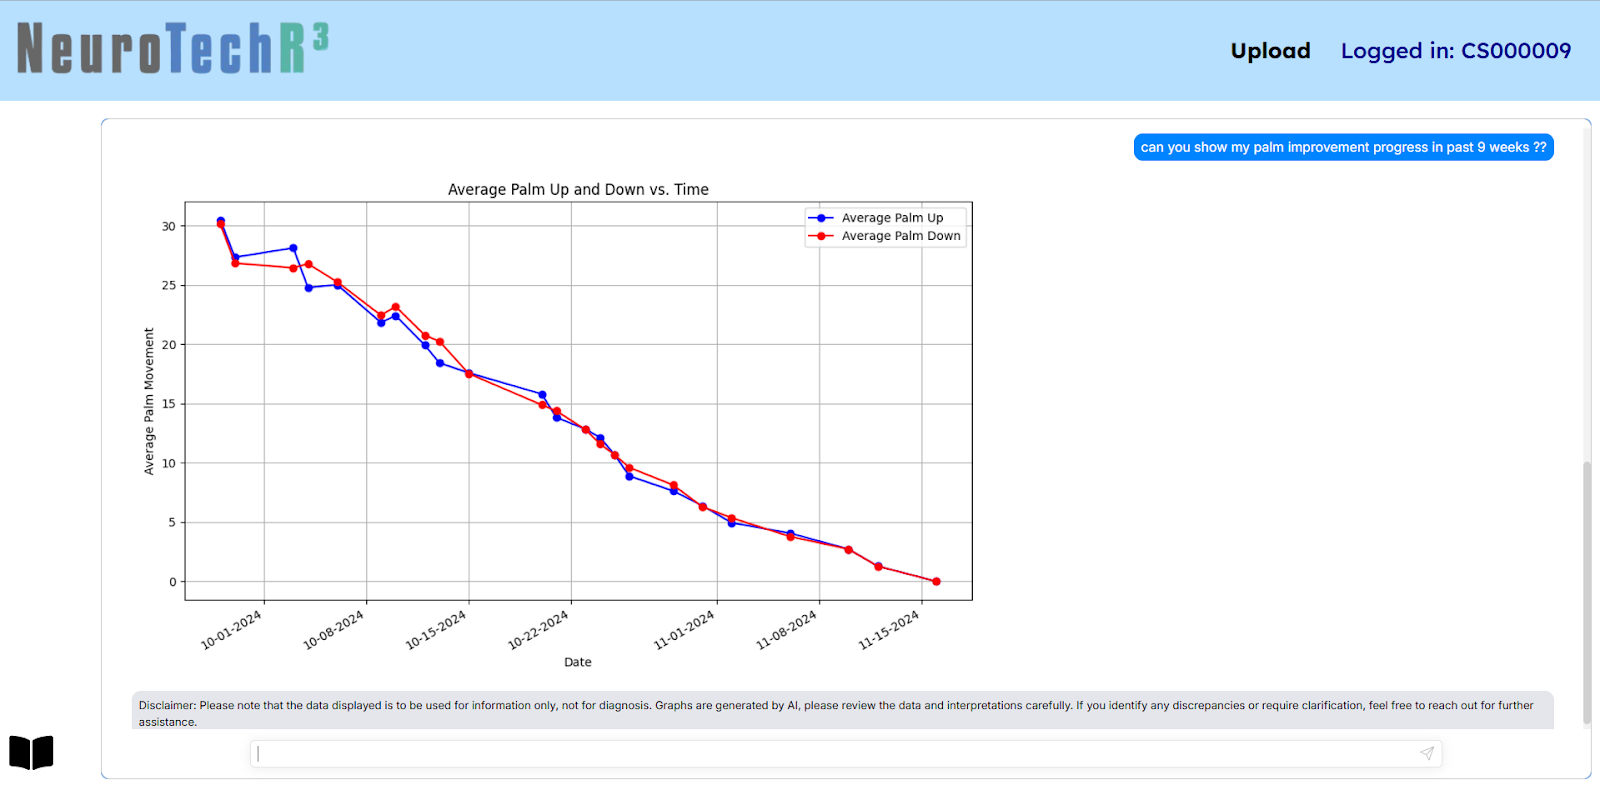 NeuroTechR³
Upload Logged in: CS000009
can you show my palm improvement progress in past 9 weeks ??
Average Palm Up and Down vs. Time
Average Palm Up
Average Palm Down
Average Palm Movement
30
25
20
15
10
5
0
10-01-2024
10-08-2024
10-15-2024
10-22-2024
11-01-2024
11-08-2024
11-15-2024
Date
Disclaimer: Please note that the data displayed is to be used for information only, not for diagnosis. Graphs are generated by AI, please review the data and interpretations carefully. If you identify any discrepancies or require clarification, feel free to reach out for further
assistance.